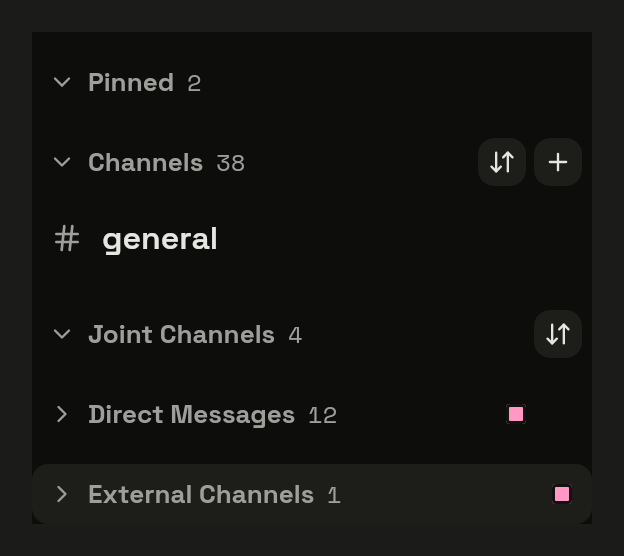 Pinned 2
Channels 38
# general
Joint Channels 4
Direct Messages 12
External Channels 1